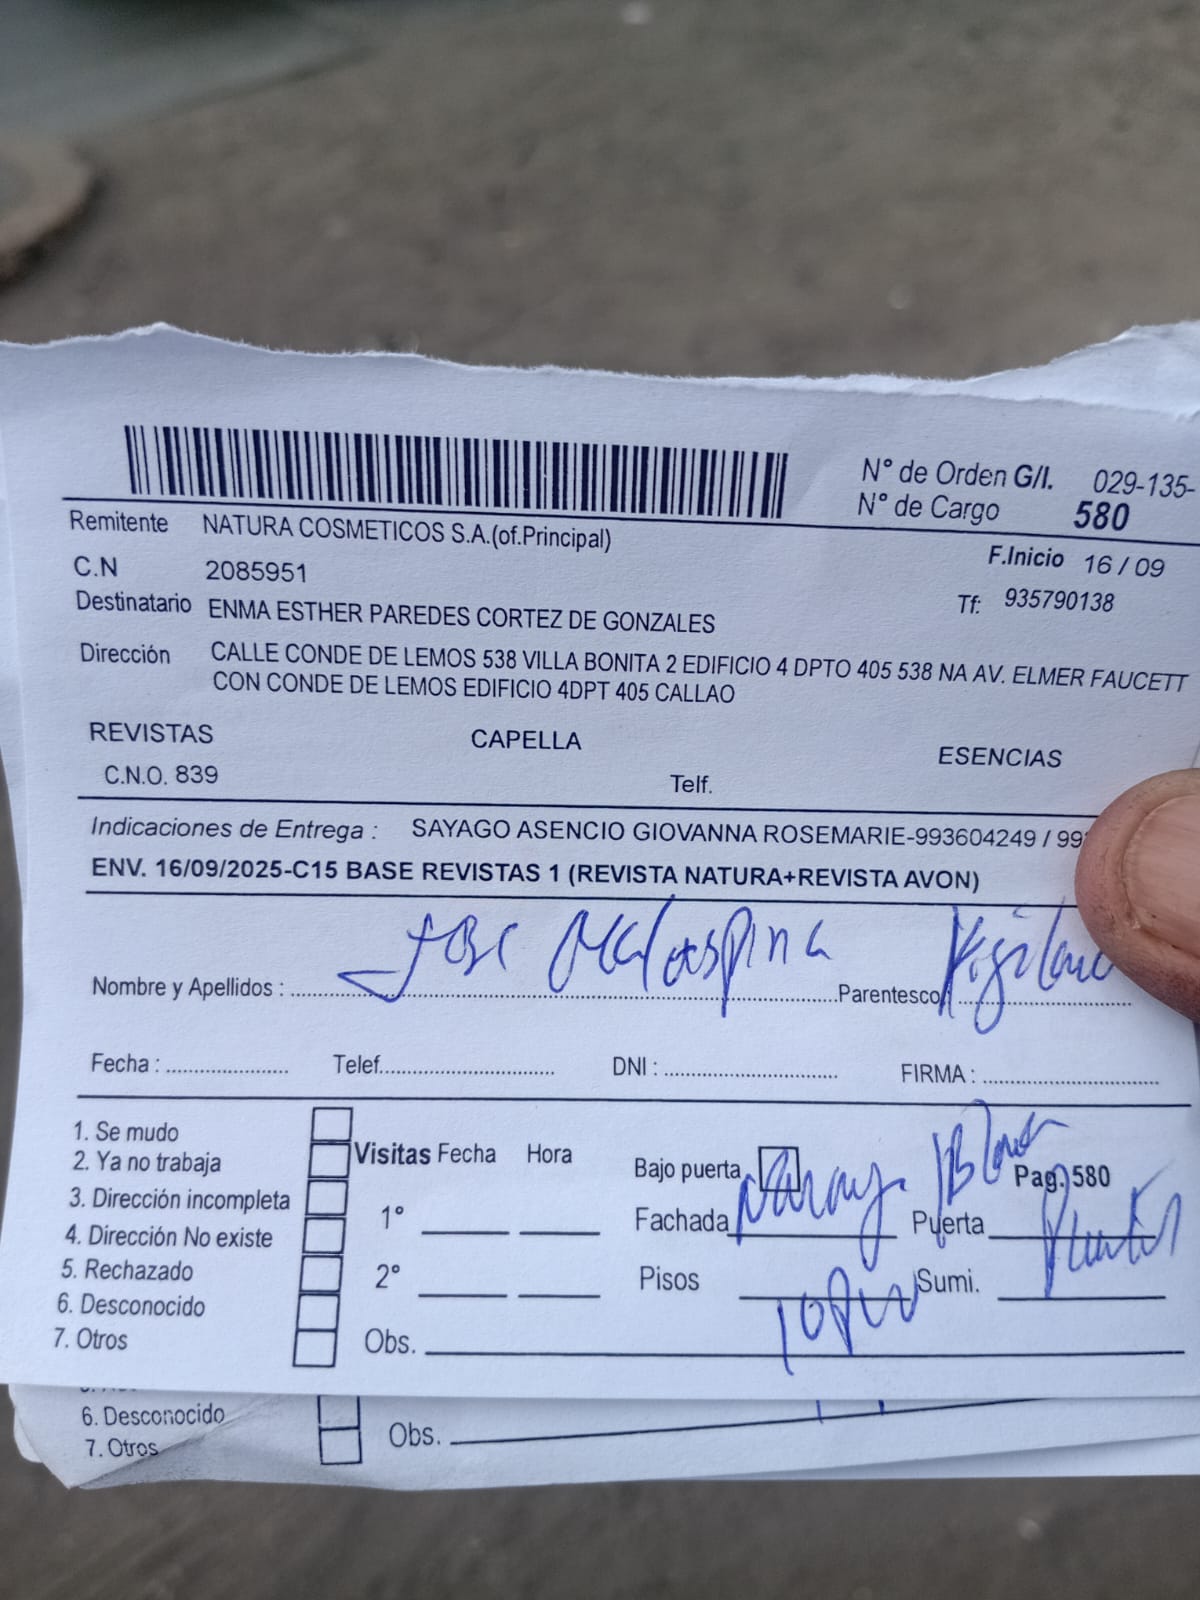 N° de Orden G/I. 029-135-
N° de Cargo 580
Remitente NATURA COSMETICOS S.A.(of.Principal)
F.Inicio 16 / 09
C.N 2085951
Tf: 935790138
Destinatario ENMA ESTHER PAREDES CORTEZ DE GONZALES
Dirección CALLE CONDE DE LEMOS 538 VILLA BONITA 2 EDIFICIO 4 DPTO 405 538 NA AV. ELMER FAUCETT
CON CONDE DE LEMOS EDIFICIO 4DPT 405 CALLAO
REVISTAS CAPELLA ESENCIAS
C.N.O. 839 Telf.
Indicaciones de Entrega : SAYAGO ASENCIO GIOVANNA ROSEMARIE-993604249 / 99
ENV. 16/09/2025-C15 BASE REVISTAS 1 (REVISTA NATURA+REVISTA AVON)
Nombre y Apellidos : Jose Malaspina Parentesco Vigilanc
Fecha : Telef. DNI : FIRMA :
1. Se mudo
2. Ya no trabaja
3. Dirección incompleta
4. Dirección No existe
5. Rechazado
6. Desconocido
7. Otros
Visitas Fecha Hora
1°
2°
Obs.
Bajo puerta Pag. 580
Fachada Naranj Blanca Puerta
Pisos Sumi.
6. Desconocido
7. Otros
Obs.